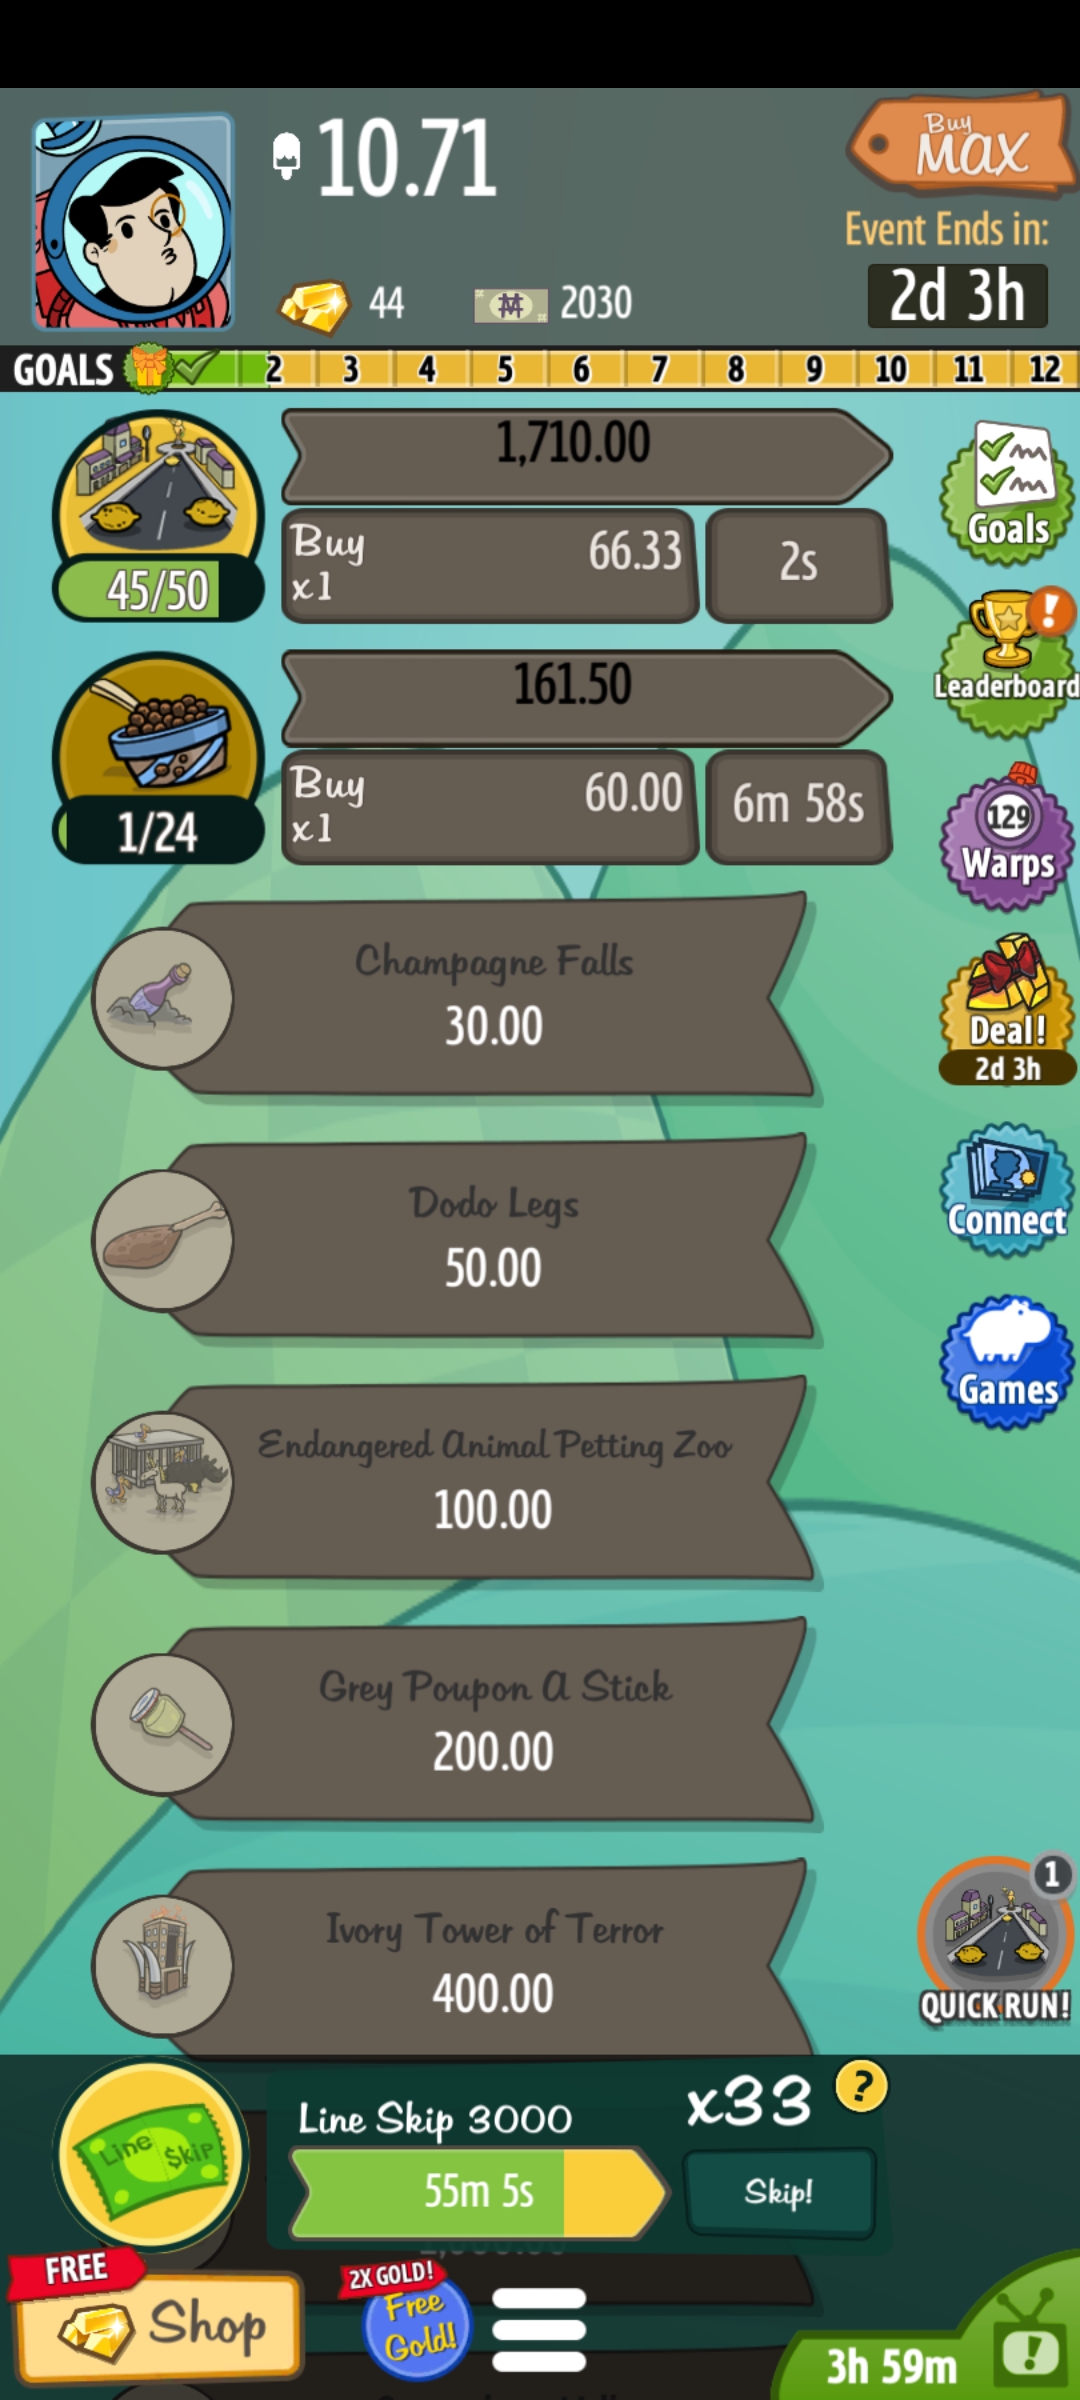 10.71
Buy
MAX
Event Ends in:
2d 3h
44
2030
GOALS 2 3 4 5 6 7 8 9 10 11 12
1,710.00
Buy
x1
66.33
2s
45/50
Goals
161.50
Buy
x1
60.00
6m 58s
1/24
Leaderboard
129
Warps
Champagne Falls
30.00
Deal!
2d 3h
Dodo Legs
50.00
Connect
Endangered Animal Petting Zoo
100.00
Games
Grey Poupon A Stick
200.00
Ivory Tower of Terror
400.00
1
QUICK RUN!
Line $kip
Line Skip 3000
x33
?
55m 5s
Skip!
FREE
Shop
2X GOLD!
Free
Gold!
3h 59m